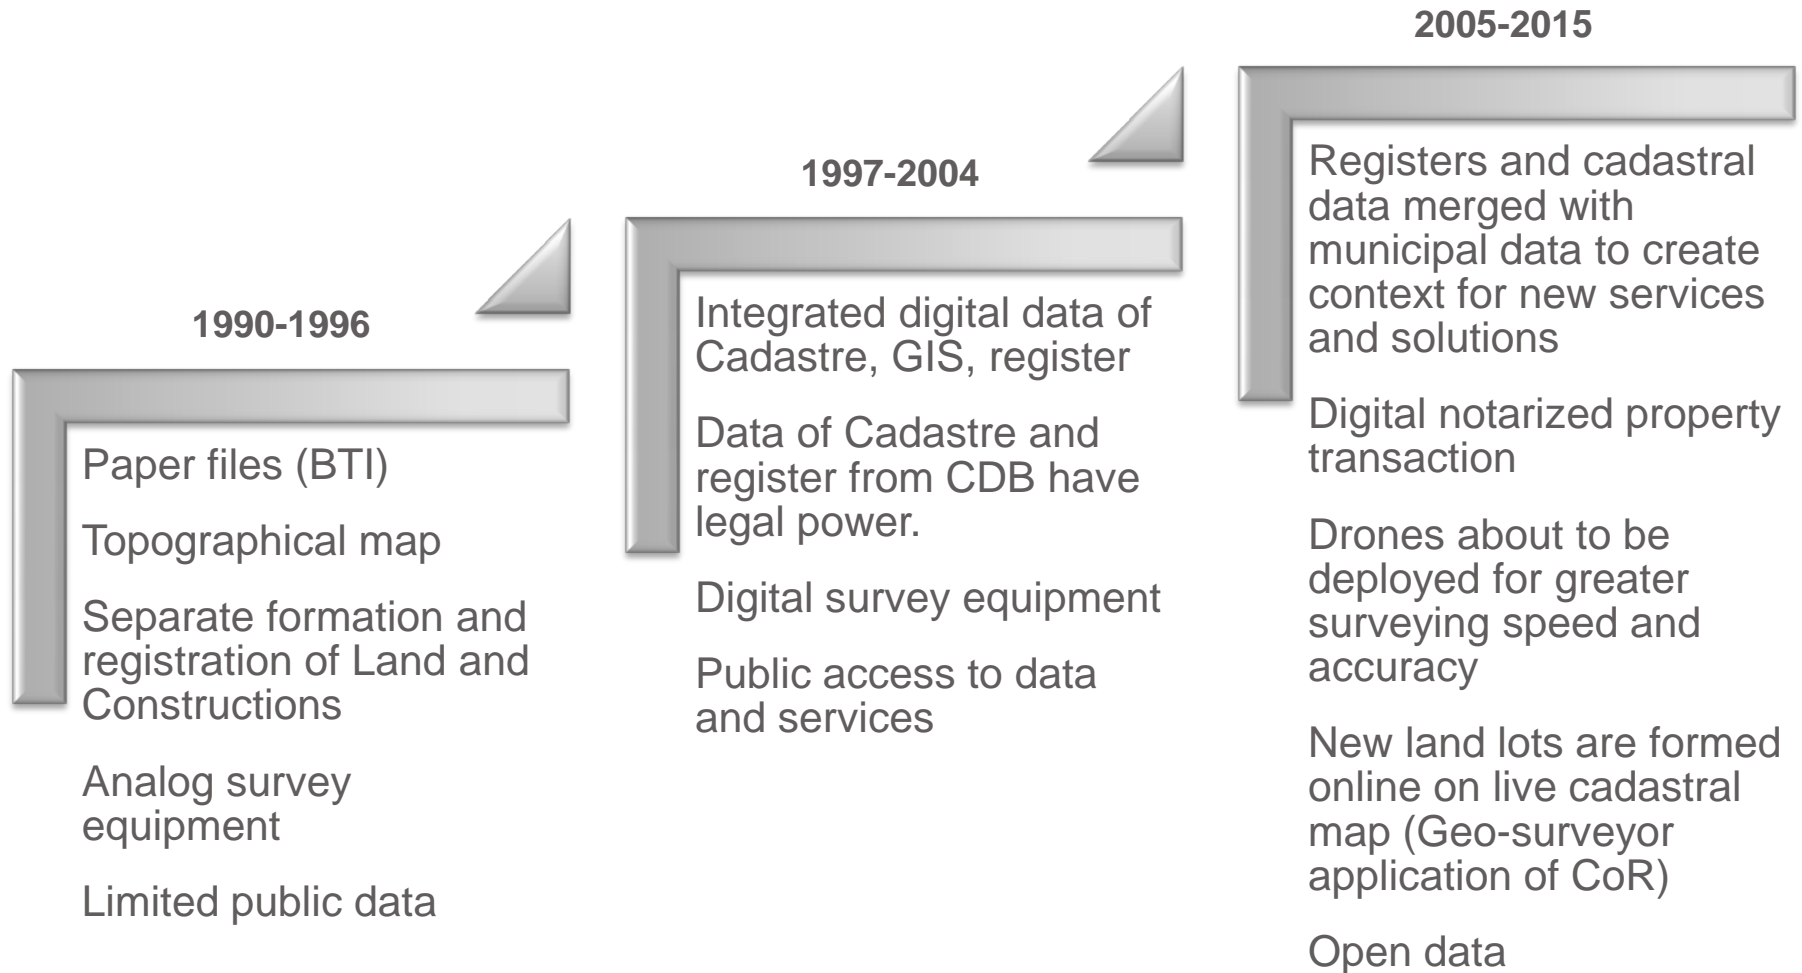 1990-1996
Paper files (BTI)
Topographical map
Separate formation and
registration of Land and
Constructions
Analog survey
equipment
Limited public data
1997-2004
Integrated digital data of
Cadastre, GIS, register
Data of Cadastre and
register from CDB have
legal power.
Digital survey equipment
Public access to data
and services
2005-2015
Registers and cadastral
data merged with
municipal data to create
context for new services
and solutions
Digital notarized property
transaction
Drones about to be
deployed for greater
surveying speed and
accuracy
New land lots are formed
online on live cadastral
map (Geo-surveyor
application of CoR)
Open data